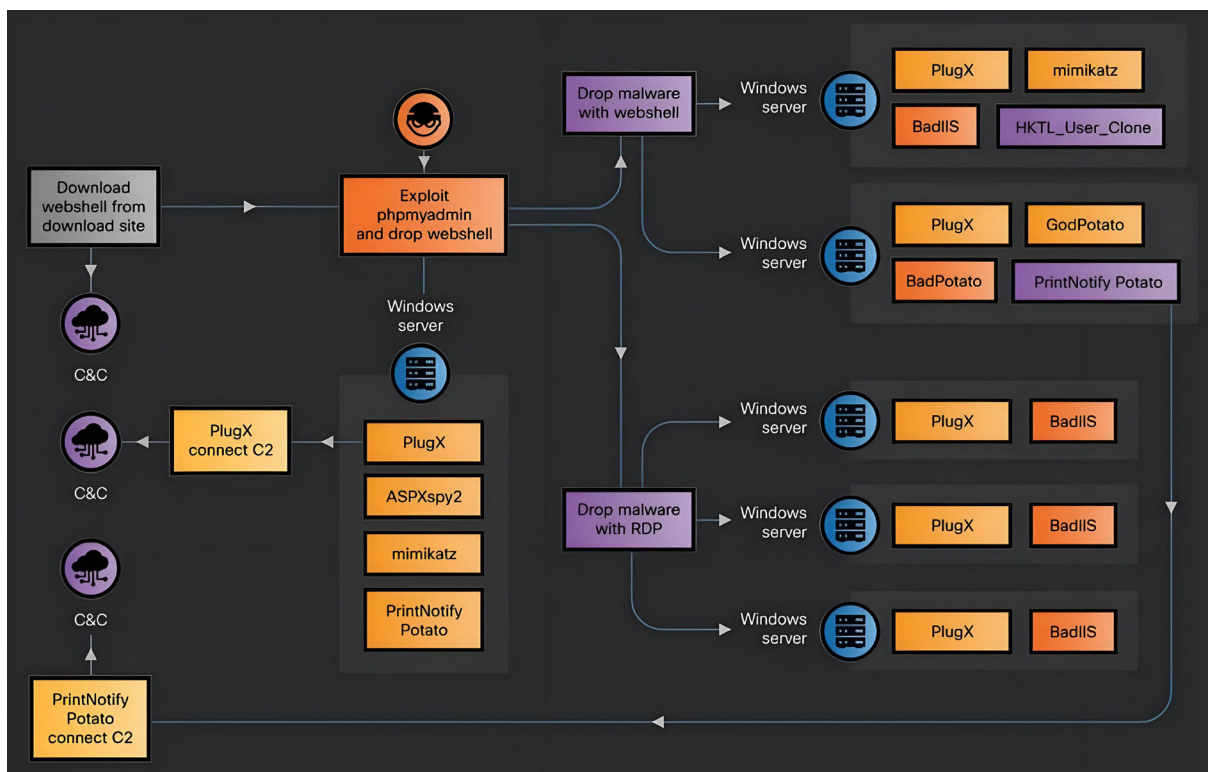 Download
webshell from
download site
C&C
Exploit
phpmyadmin
and drop webshell
Windows
server
PlugX
ASPXspy2
mimikatz
PrintNotify
Potato
PlugX
connect C2
C&C
C&C
PrintNotify
Potato
connect C2
Drop malware
with webshell
Windows
server
PlugX
mimikatz
BadIIS
HKTL_User_Clone
Windows
server
PlugX
GodPotato
BadPotato
PrintNotify Potato
Drop malware
with RDP
Windows
server
PlugX
BadIIS
Windows
server
PlugX
BadIIS
Windows
server
PlugX
BadIIS